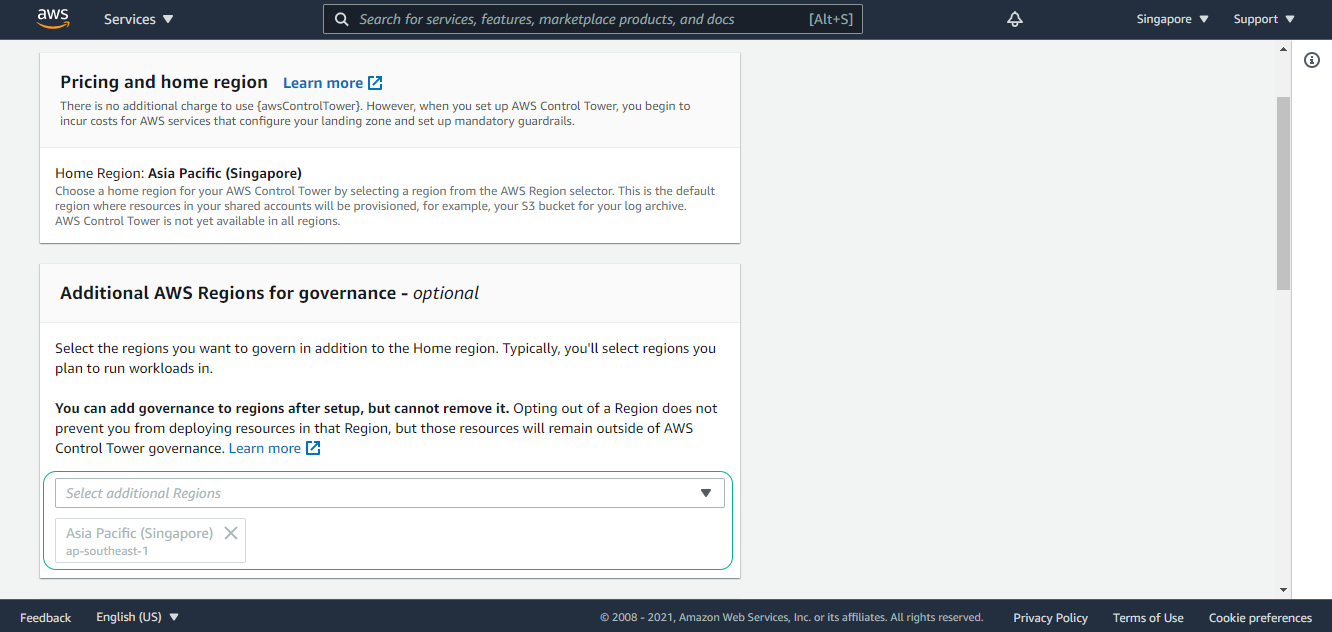 aws Services Search for services, features, marketplace products, and docs [Alt+S] Singapore Support
Pricing and home region Learn more
There is no additional charge to use {awsControlTower}. However, when you set up AWS Control Tower, you begin to
incur costs for AWS services that configure your landing zone and set up mandatory guardrails.
Home Region: Asia Pacific (Singapore)
Choose a home region for your AWS Control Tower by selecting a region from the AWS Region selector. This is the default
region where resources in your shared accounts will be provisioned, for example, your S3 bucket for your log archive.
AWS Control Tower is not yet available in all regions.
Additional AWS Regions for governance - optional
Select the regions you want to govern in addition to the Home region. Typically, you'll select regions you
plan to run workloads in.
You can add governance to regions after setup, but cannot remove it. Opting out of a Region does not
prevent you from deploying resources in that Region, but those resources will remain outside of AWS
Control Tower governance. Learn more
Select additional Regions
Asia Pacific (Singapore)
ap-southeast-1
Feedback English (US) © 2008 - 2021, Amazon Web Services, Inc. or its affiliates. All rights reserved. Privacy Policy Terms of Use Cookie preferences